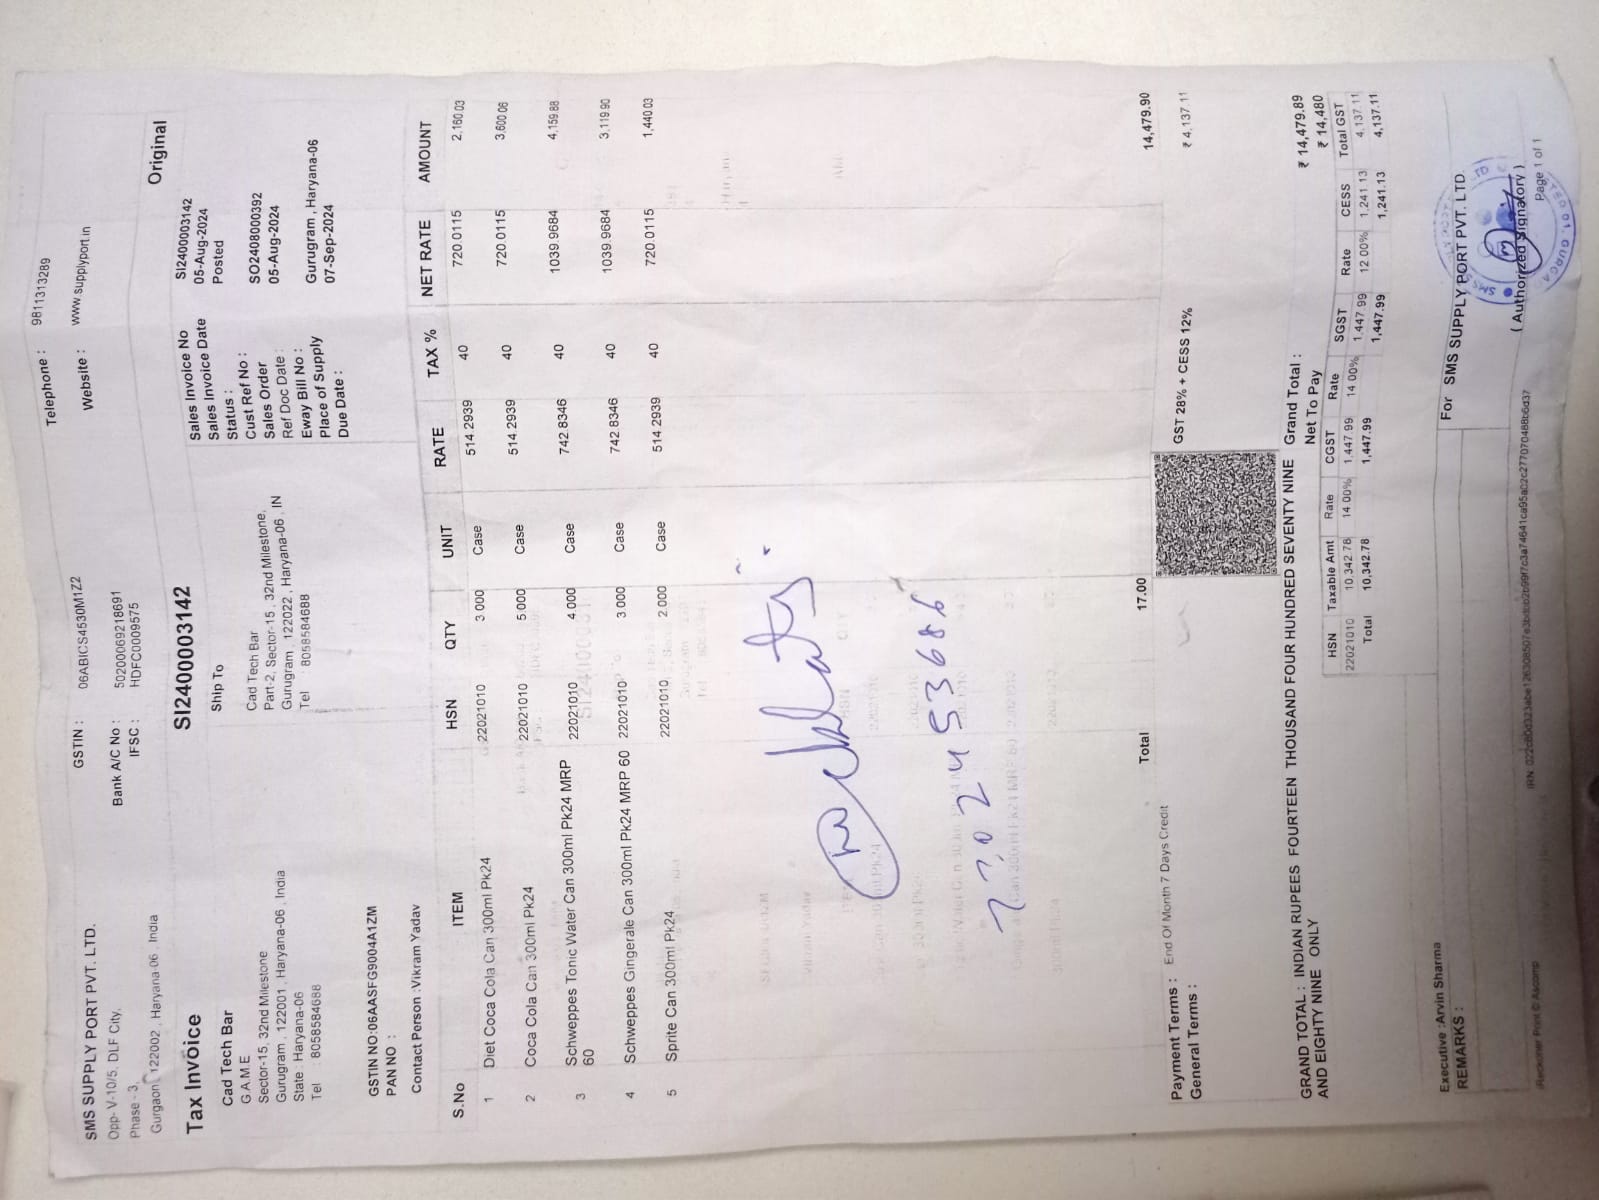 SMS SUPPLY PORT PVT. LTD.
Opp- V-10/5, DLF City,
Phase - 3,
Gurgaon, 122002 , Haryana 06 , India
GSTIN : 06ABICS4530M1Z2
Bank A/C No : 50200069218691
IFSC : HDFC0009575
Telephone : 9811313289
Website : www.supplyport.in
Tax Invoice SI2400003142 Original
Cad Tech Bar
G A M E
Sector-15, 32nd Milestone
Gurugram , 122001 , Haryana-06 , India
State : Haryana-06
Tel : 8058584688
GSTIN NO:06AASFG9004A1ZM
PAN NO :
Contact Person :Vikram Yadav
Ship To
Cad Tech Bar
Part-2, Sector-15 , 32nd Milestone,
Gurugram , 122022 , Haryana-06 , IN
Tel : 8058584688
Sales Invoice No SI2400003142
Sales Invoice Date 05-Aug-2024
Status : Posted
Cust Ref No :
Sales Order SO2408000392
Ref Doc Date : 05-Aug-2024
Eway Bill No :
Place of Supply Gurugram , Haryana-06
Due Date : 07-Sep-2024
S.No ITEM HSN QTY UNIT RATE TAX % NET RATE AMOUNT
1 Diet Coca Cola Can 300ml Pk24 22021010 3.000 Case 514.2939 40 720.0115 2,160.03
2 Coca Cola Can 300ml Pk24 22021010 5.000 Case 514.2939 40 720.0115 3,600.06
3 Schweppes Tonic Water Can 300ml Pk24 MRP 22021010 4.000 Case 742.8346 40 1039.9684 4,159.88
60
4 Schweppes Gingerale Can 300ml Pk24 MRP 60 22021010 3.000 Case 742.8346 40 1039.9684 3,119.90
5 Sprite Can 300ml Pk24 22021010 2.000 Case 514.2939 40 720.0115 1,440.03
7702453686
Total 17.00 14,479.90
Payment Terms : End Of Month 7 Days Credit
General Terms :
GST 28% + CESS 12% ₹ 4,137.11
GRAND TOTAL : INDIAN RUPEES FOURTEEN THOUSAND FOUR HUNDRED SEVENTY NINE
AND EIGHTY NINE ONLY
Grand Total : ₹ 14,479.89
Net To Pay ₹ 14,480
HSN Taxable Amt Rate CGST Rate SGST Rate CESS Total GST
22021010 10,342.78 14.00% 1,447.99 14.00% 1,447.99 12.00% 1,241.13 4,137.11
Total 10,342.78 1,447.99 1,447.99 1,241.13 4,137.11
Executive :Arvin Sharma
REMARKS :
For SMS SUPPLY PORT PVT. LTD.
( Authorized Signatory )
Page 1 of 1